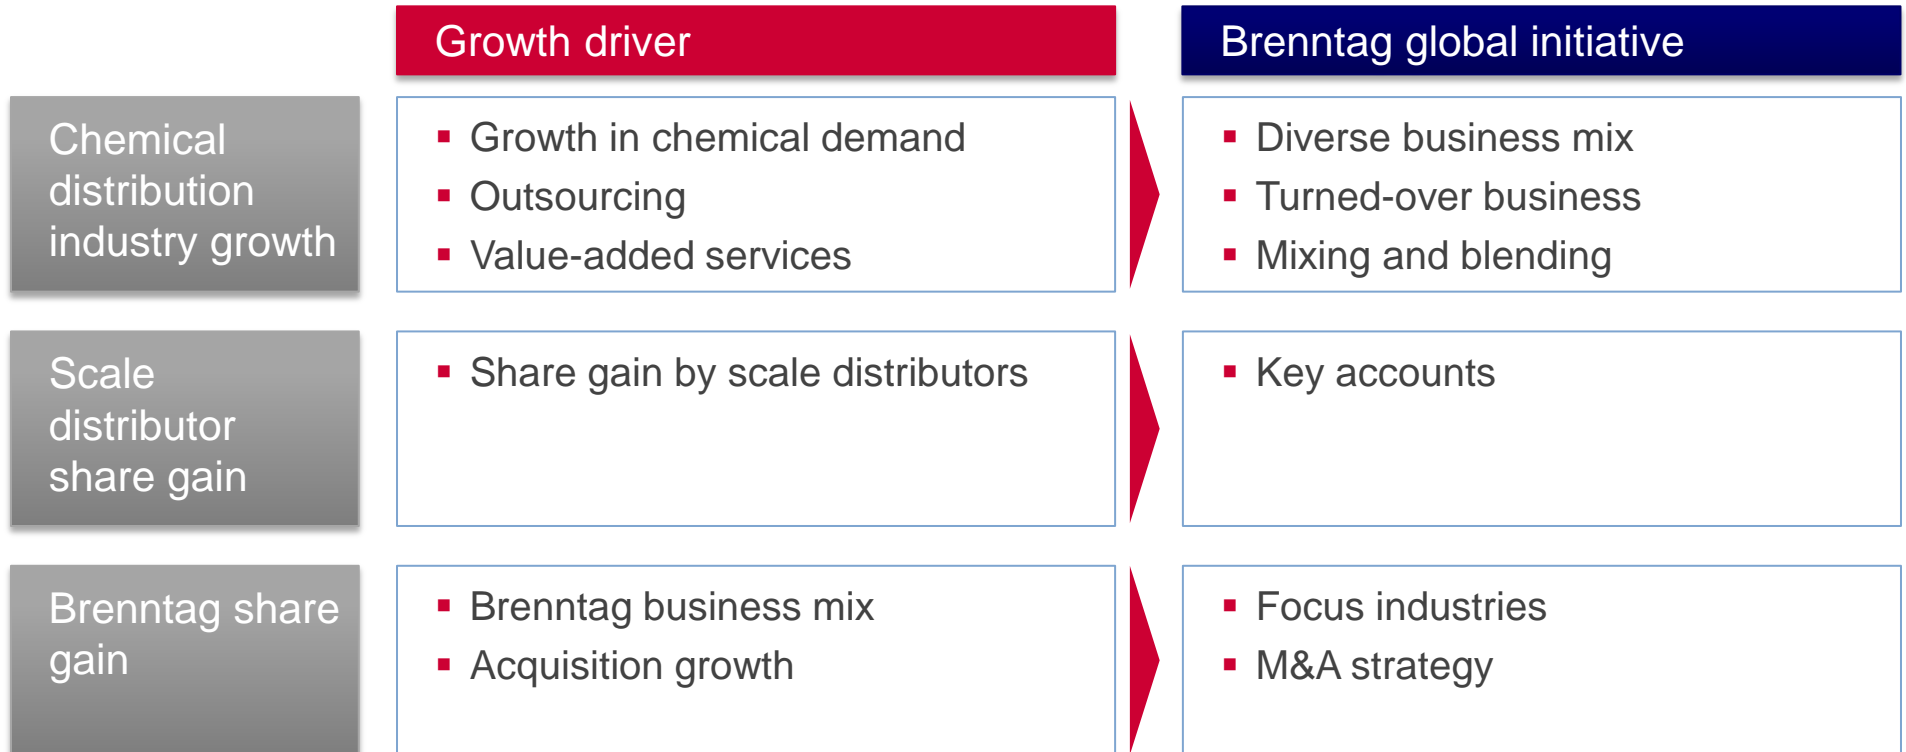 Growth driver
Brenntag global initiative
Chemical
distribution
industry growth
▪ Growth in chemical demand
▪ Outsourcing
▪ Value-added services
▪ Diverse business mix
▪ Turned-over business
▪ Mixing and blending
Scale
distributor
share gain
▪ Share gain by scale distributors
▪ Key accounts
Brenntag share
gain
▪ Brenntag business mix
▪ Acquisition growth
▪ Focus industries
▪ M&A strategy